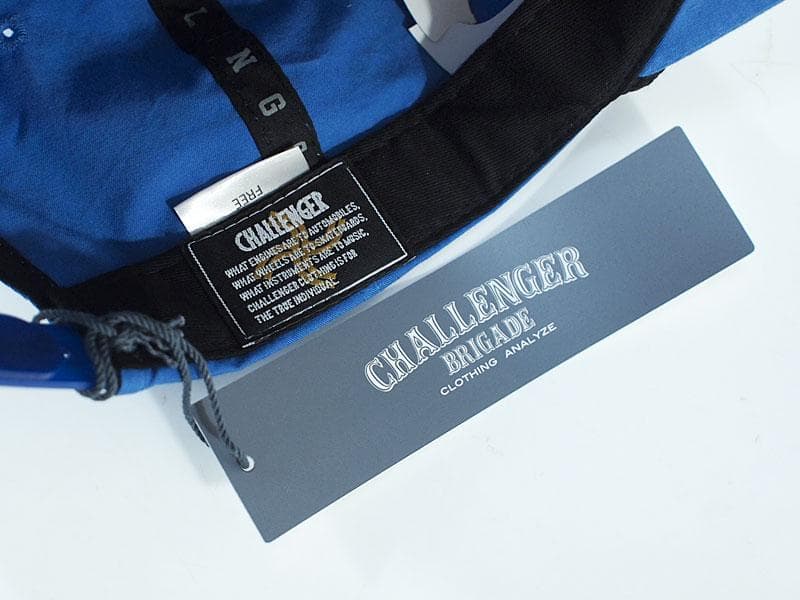 L
N
G
FREE
CHALLENGER
WHAT ENGINES ARE TO AUTOMOBILES,
WHAT WHEELS ARE TO SKATEBOARDS,
WHAT INSTRUMENTS ARE TO MUSIC,
CHALLENGER CLOTHING IS FOR
THE TRUE INDIVIDUAL
CHALLENGER
BRIGADE
CLOTHING ANALYZE